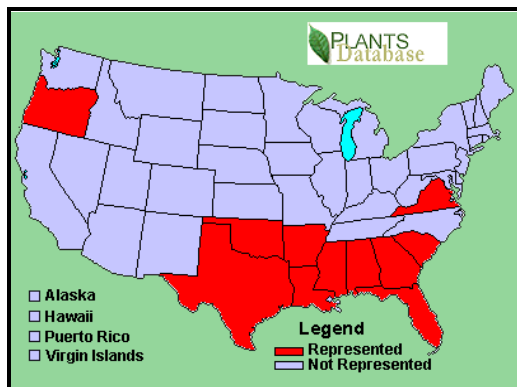 PLANTS
Database
Alaska
Hawaii
Puerto Rico
Virgin Islands
Legend
Represented
Not Represented